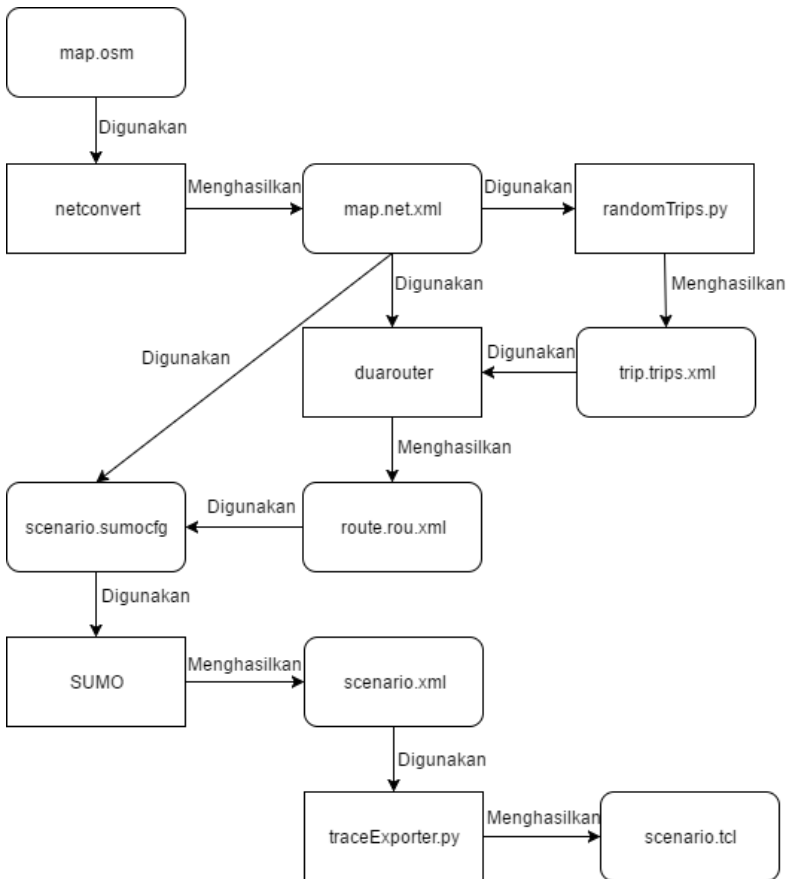 map.osm
Digunakan
netconvert
Menghasilkan
map.net.xml
Digunakan
randomTrips.py
Digunakan
Menghasilkan
Digunakan
duarouter
Digunakan
trip.trips.xml
Menghasilkan
scenario.sumocfg
Digunakan
route.rou.xml
Digunakan
SUMO
Menghasilkan
scenario.xml
Digunakan
traceExporter.py
Menghasilkan
scenario.tcl